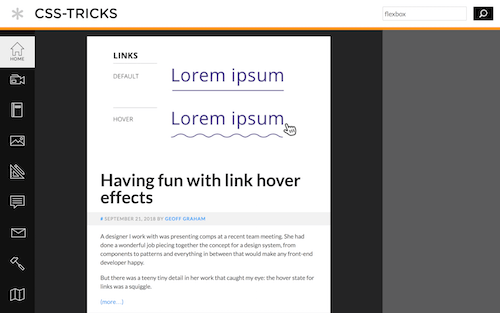 CSS-TRICKS
flexbox
HOME
LINKS
DEFAULT
Lorem ipsum
HOVER
Lorem ipsum
Having fun with link hover
effects
# SEPTEMBER 21, 2018 BY GEOFF GRAHAM
A designer I work with was presenting comps at a recent team meeting. She had
done a wonderful job piecing together the concept for a design system, from
components to patterns and everything in between that would make any front-end
developer happy.
But there was a teeny tiny detail in her work that caught my eye: the hover state for
links was a squiggle.
(more…)